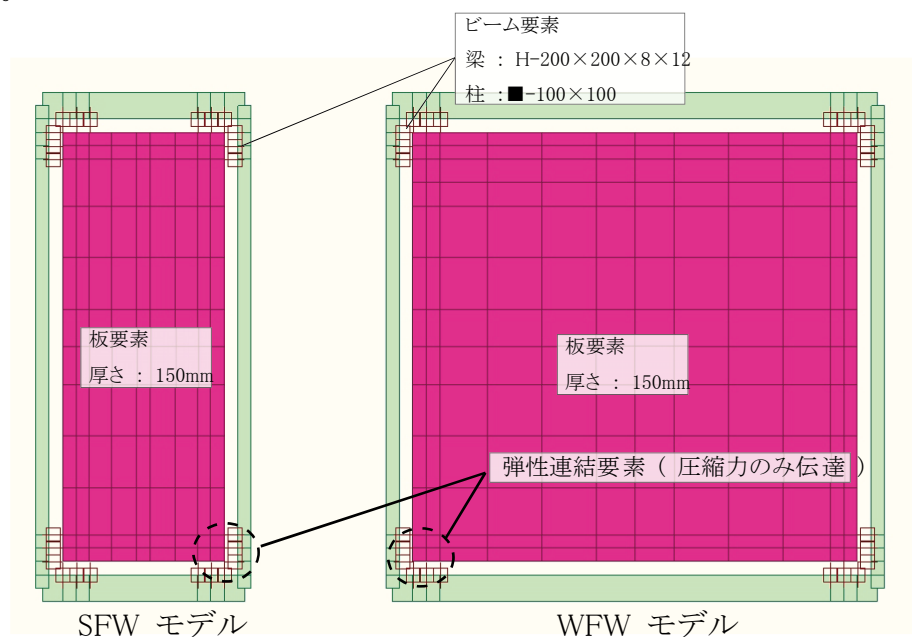 ビーム要素
梁 : H-200×200×8×12
柱 :■-100×100
板要素
厚さ : 150mm
板要素
厚さ : 150mm
弾性連結要素 ( 圧縮力のみ伝達 )
SFW モデル
WFW モデル